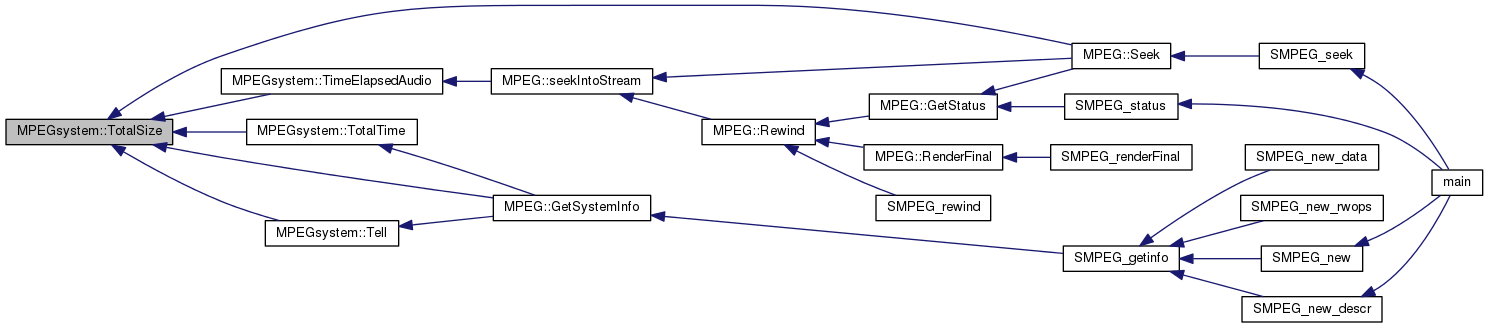 MPEGsystem::TotalSize
MPEGsystem::TimeElapsedAudio
MPEGsystem::TotalTime
MPEGsystem::Tell
MPEG::seekIntoStream
MPEG::GetSystemInfo
MPEG::Rewind
MPEG::GetStatus
MPEG::RenderFinal
SMPEG_rewind
MPEG::Seek
SMPEG_status
SMPEG_renderFinal
SMPEG_getinfo
SMPEG_seek
SMPEG_new_data
SMPEG_new_rwops
SMPEG_new
SMPEG_new_descr
main